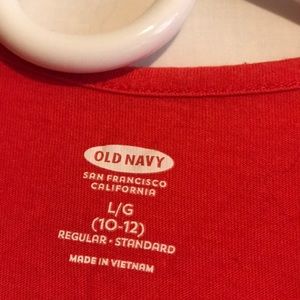 OLD NAVY
SAN FRANCISCO
CALIFORNIA
L/G
(10-12)
REGULAR - STANDARD
MADE IN VIETNAM